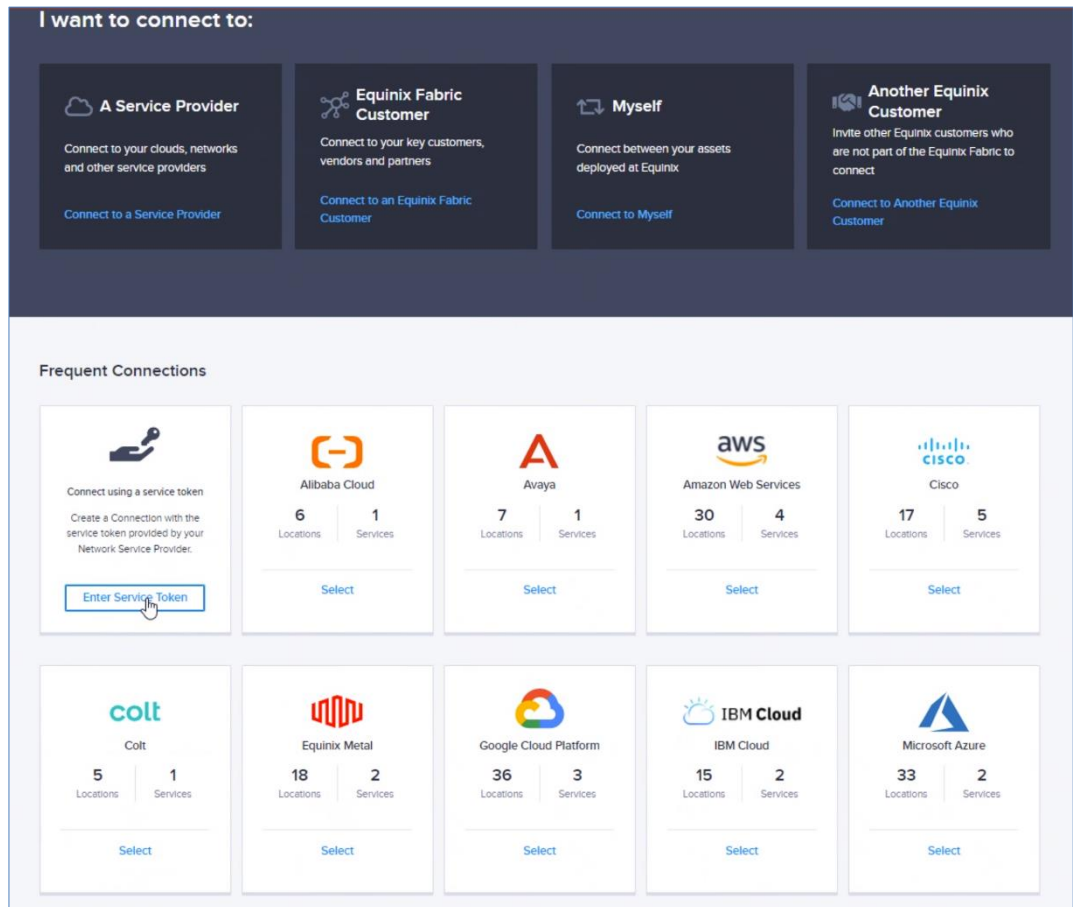 I want to connect to:
A Service Provider
Connect to your clouds, networks
and other service providers
Connect to a Service Provider
Equinix Fabric
Customer
Connect to your key customers,
vendors and partners
Connect to an Equinix Fabric
Customer
Myself
Connect between your assets
deployed at Equinix
Connect to Myself
Another Equinix
Customer
Invite other Equinix customers who
are not part of the Equinix Fabric to
connect
Connect to Another Equinix
Customer
Frequent Connections
Connect using a service token
Create a Connection with the
service token provided by your
Network Service Provider.
Enter Service Token
Alibaba Cloud
6 1
Locations Services
Select
Avaya
7 1
Locations Services
Select
aws
Amazon Web Services
30 4
Locations Services
Select
CISCO
Cisco
17 5
Locations Services
Select
colt
Colt
5 1
Locations Services
Select
Equinix Metal
18 2
Locations Services
Select
Google Cloud Platform
36 3
Locations Services
Select
IBM Cloud
IBM Cloud
15 2
Locations Services
Select
Microsoft Azure
33 2
Locations Services
Select